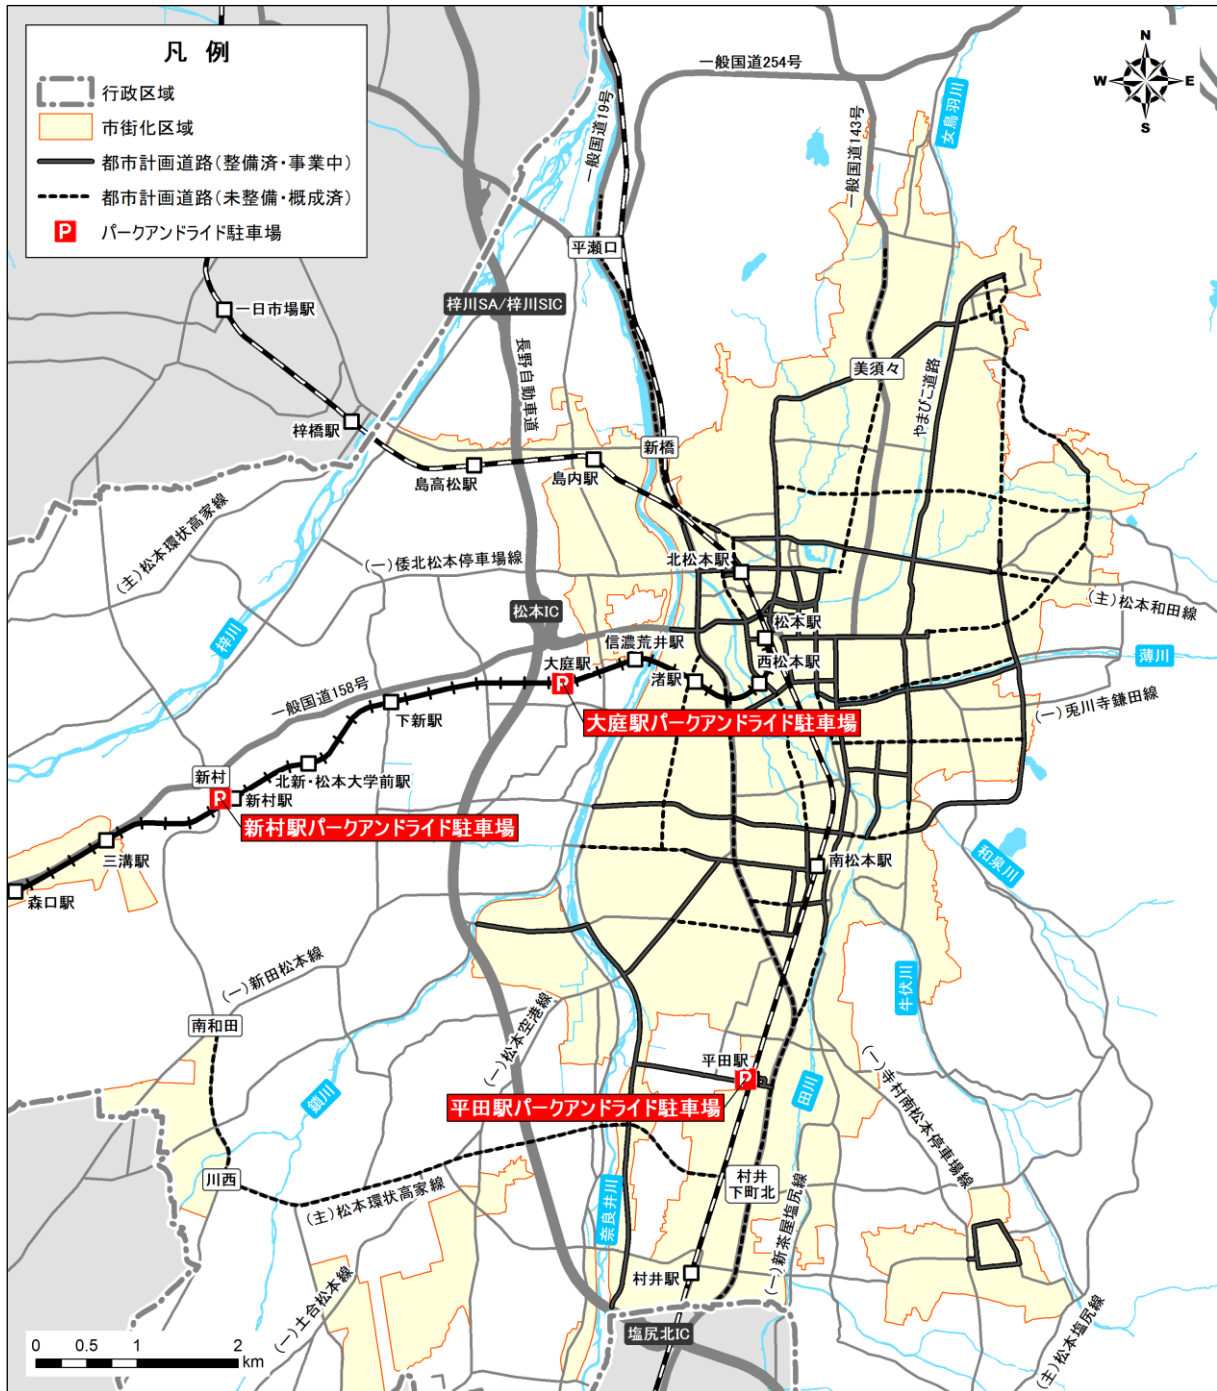 凡 例
行政区域
市街化区域
都市計画道路(整備済・事業中)
都市計画道路(未整備・概成済)
P パークアンドライド駐車場
N
W E
S
一般国道254号
一般国道19号
一般国道143号
女鳥羽川
平瀬口
梓川SA/梓川SIC
一日市場駅
長野自動車道
美須々
やまびこ道路
梓橋駅
新橋
島高松駅
島内駅
(主)松本環状高家線
(一)倭北松本停車場線
北松本駅
松本IC
(主)松本和田線
梓川
松本駅
信濃荒井駅
大庭駅
西松本駅
渚駅
薄川
P
一般国道158号
下新駅
(一)兎川寺鎌田線
大庭駅パークアンドライド駐車場
新村
北新・松本大学前駅
P
新村駅
新村駅パークアンドライド駐車場
三溝駅
南松本駅
和泉川
森口駅
(一)新田松本線
牛伏川
南和田
(一)松本空港線
平田駅
P
田川
(一)寺村南松本停車場線
鎖川
平田駅パークアンドライド駐車場
川西
(主)松本環状高家線
村井
下町北
奈良井川
(一)新茶屋塩尻線
村井駅
(一)土合松本線
塩尻北IC
(主)松本塩尻線
0 0.5 1 2
km